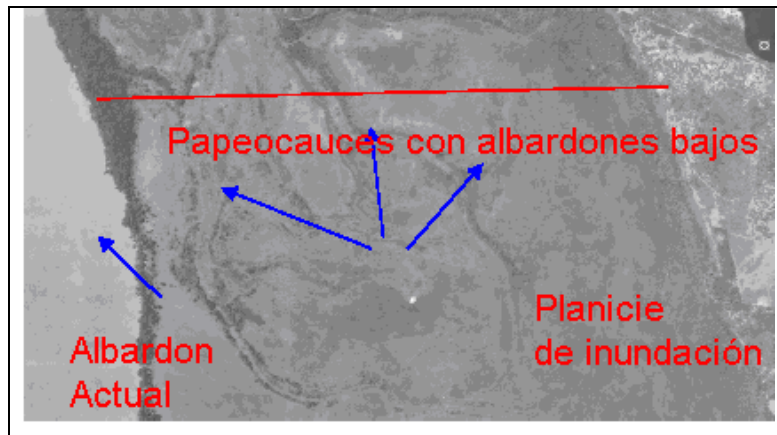 Papeocauces con albardones bajos
Planicie
de inundación
Albardon
Actual